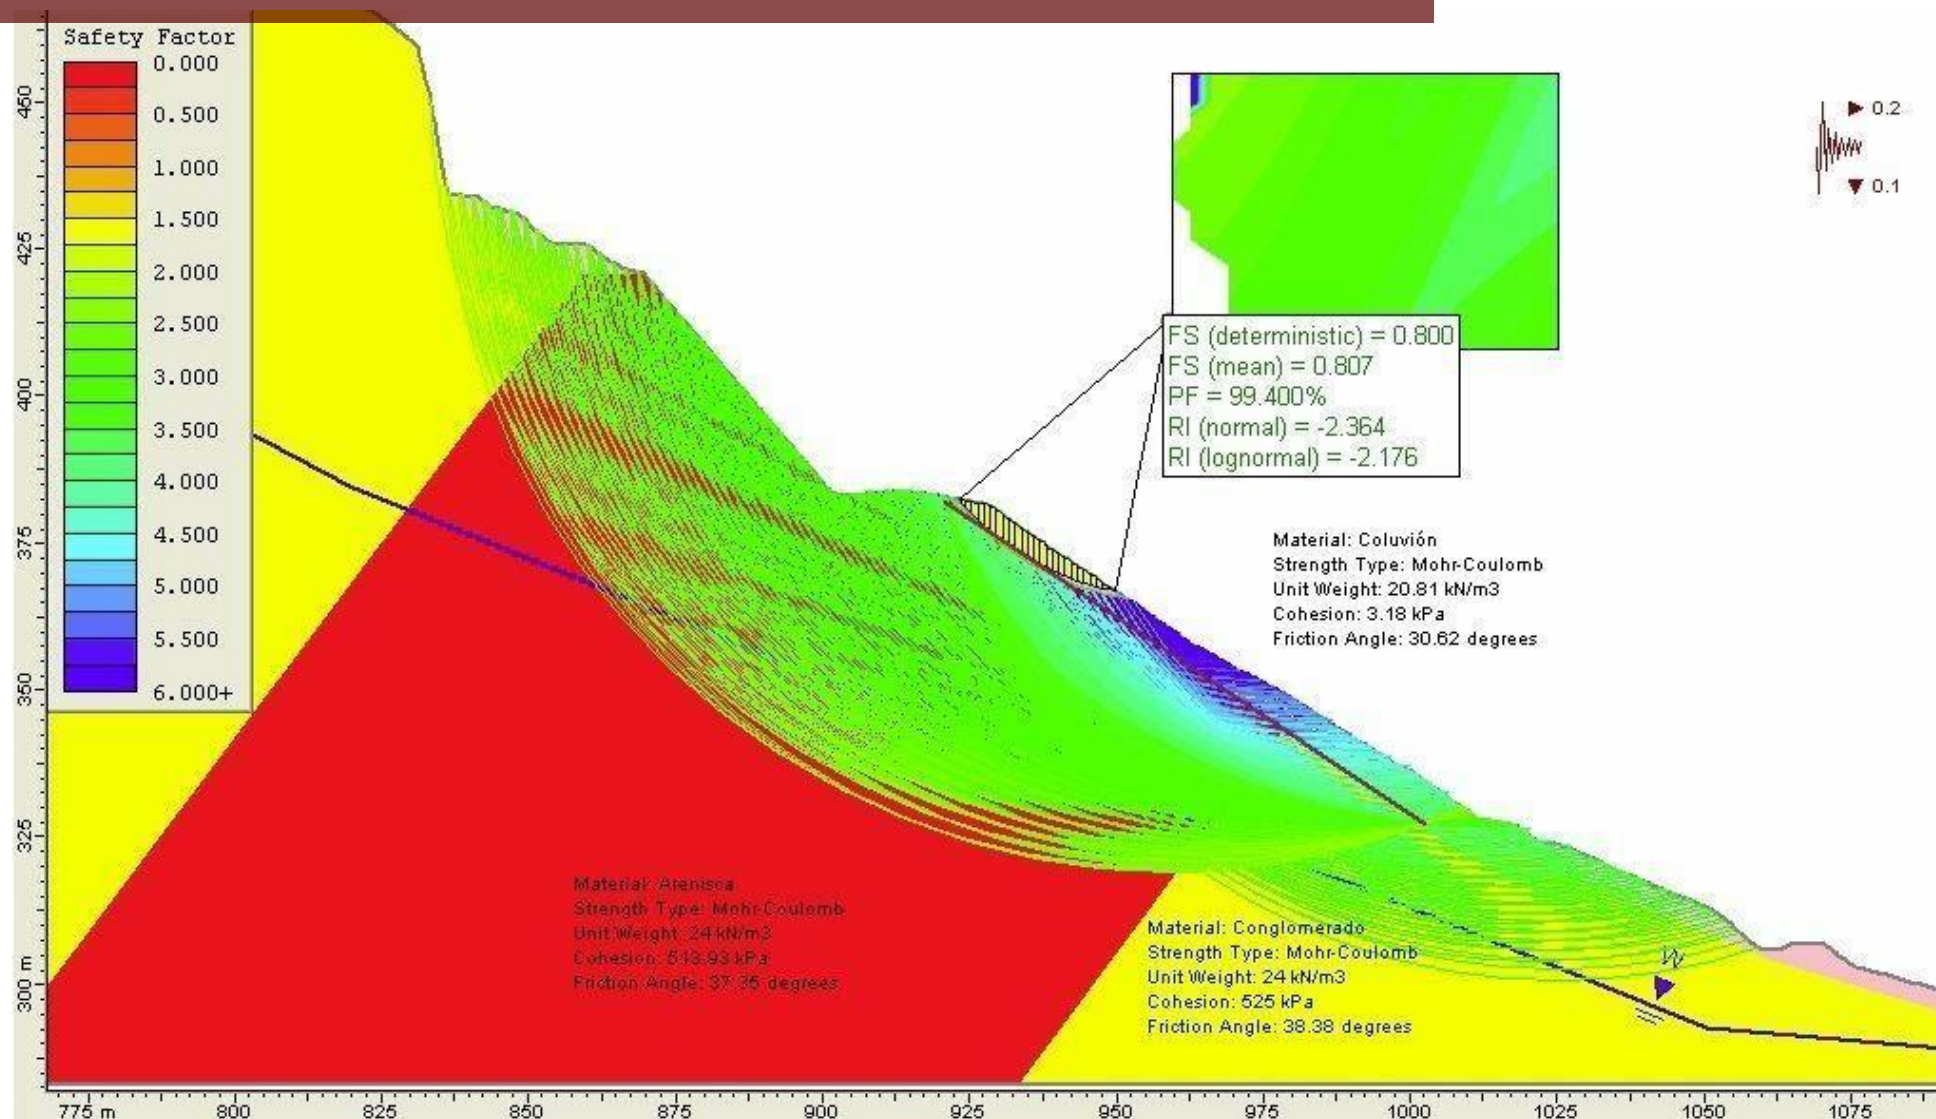 Safety Factor
0.000
0.500
1.000
1.500
2.000
2.500
3.000
3.500
4.000
4.500
5.000
5.500
6.000+
450
425
400
375
350
325
300 m
0.2
0.1
FS (deterministic) = 0.800
FS (mean) = 0.807
PF = 99.400%
RI (normal) = -2.364
RI (lognormal) = -2.176
Material: Coluvión
Strength Type: Mohr-Coulomb
Unit Weight: 20.81 kN/m3
Cohesion: 3.18 kPa
Friction Angle: 30.62 degrees
Material: Arenisca
Strength Type: Mohr-Coulomb
Unit Weight: 24 kN/m3
Cohesion: 513.93 kPa
Friction Angle: 37.35 degrees
Material: Conglomerado
Strength Type: Mohr-Coulomb
Unit Weight: 24 kN/m3
Cohesion: 525 kPa
Friction Angle: 38.38 degrees
W
775 m 800 825 850 875 900 925 950 975 1000 1025 1050 1075